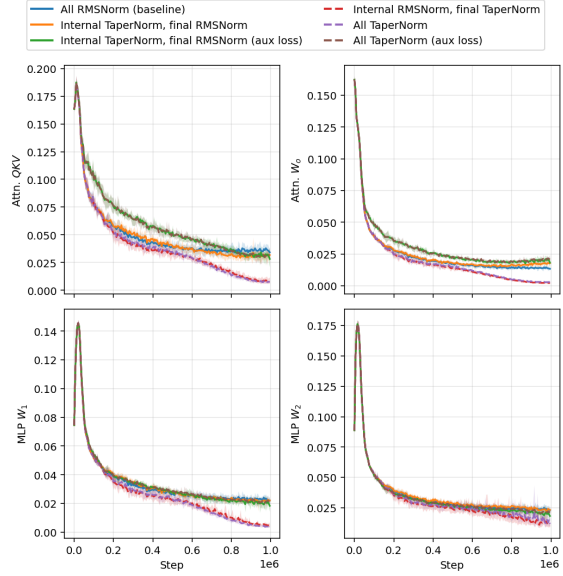 All RMSNorm (baseline)
Internal TaperNorm, final RMSNorm
Internal TaperNorm, final RMSNorm (aux loss)
Internal RMSNorm, final TaperNorm
All TaperNorm
All TaperNorm (aux loss)
Attn. QKV
0.200
0.175
0.150
0.125
0.100
0.075
0.050
0.025
0.000
Attn. Wo
0.150
0.125
0.100
0.075
0.050
0.025
0.000
MLP W1
0.14
0.12
0.10
0.08
0.06
0.04
0.02
0.00
0.0 0.2 0.4 0.6 0.8 1.0
Step
1e6
MLP W2
0.175
0.150
0.125
0.100
0.075
0.050
0.025
0.0 0.2 0.4 0.6 0.8 1.0
Step
1e6